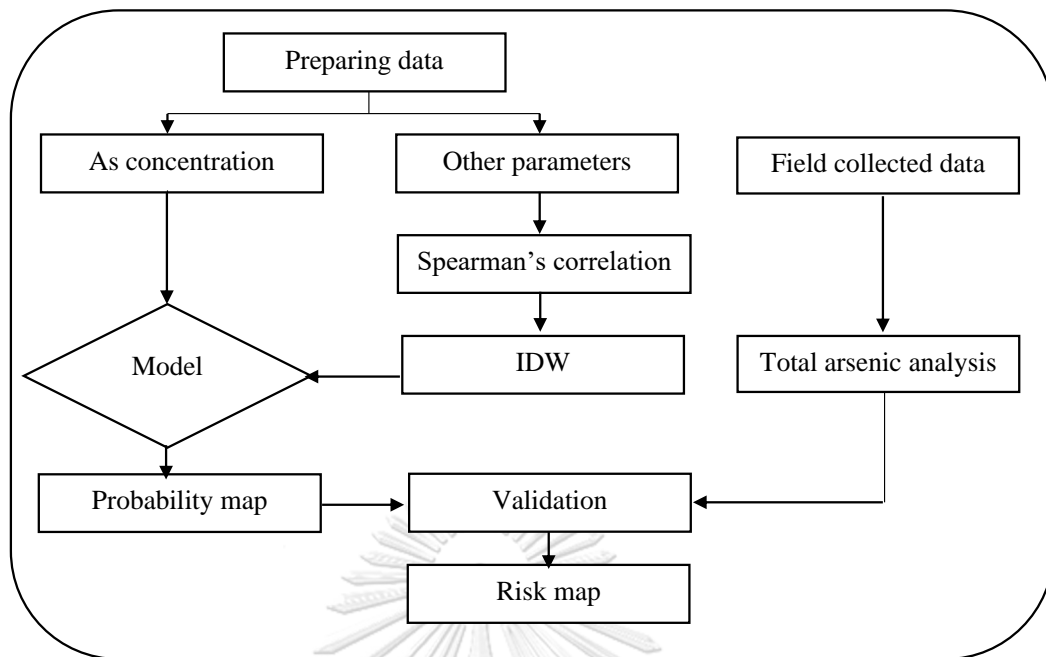 Preparing data
As concentration
Other parameters
Field collected data
Spearman’s correlation
Model
IDW
Total arsenic analysis
Probability map
Validation
Risk map